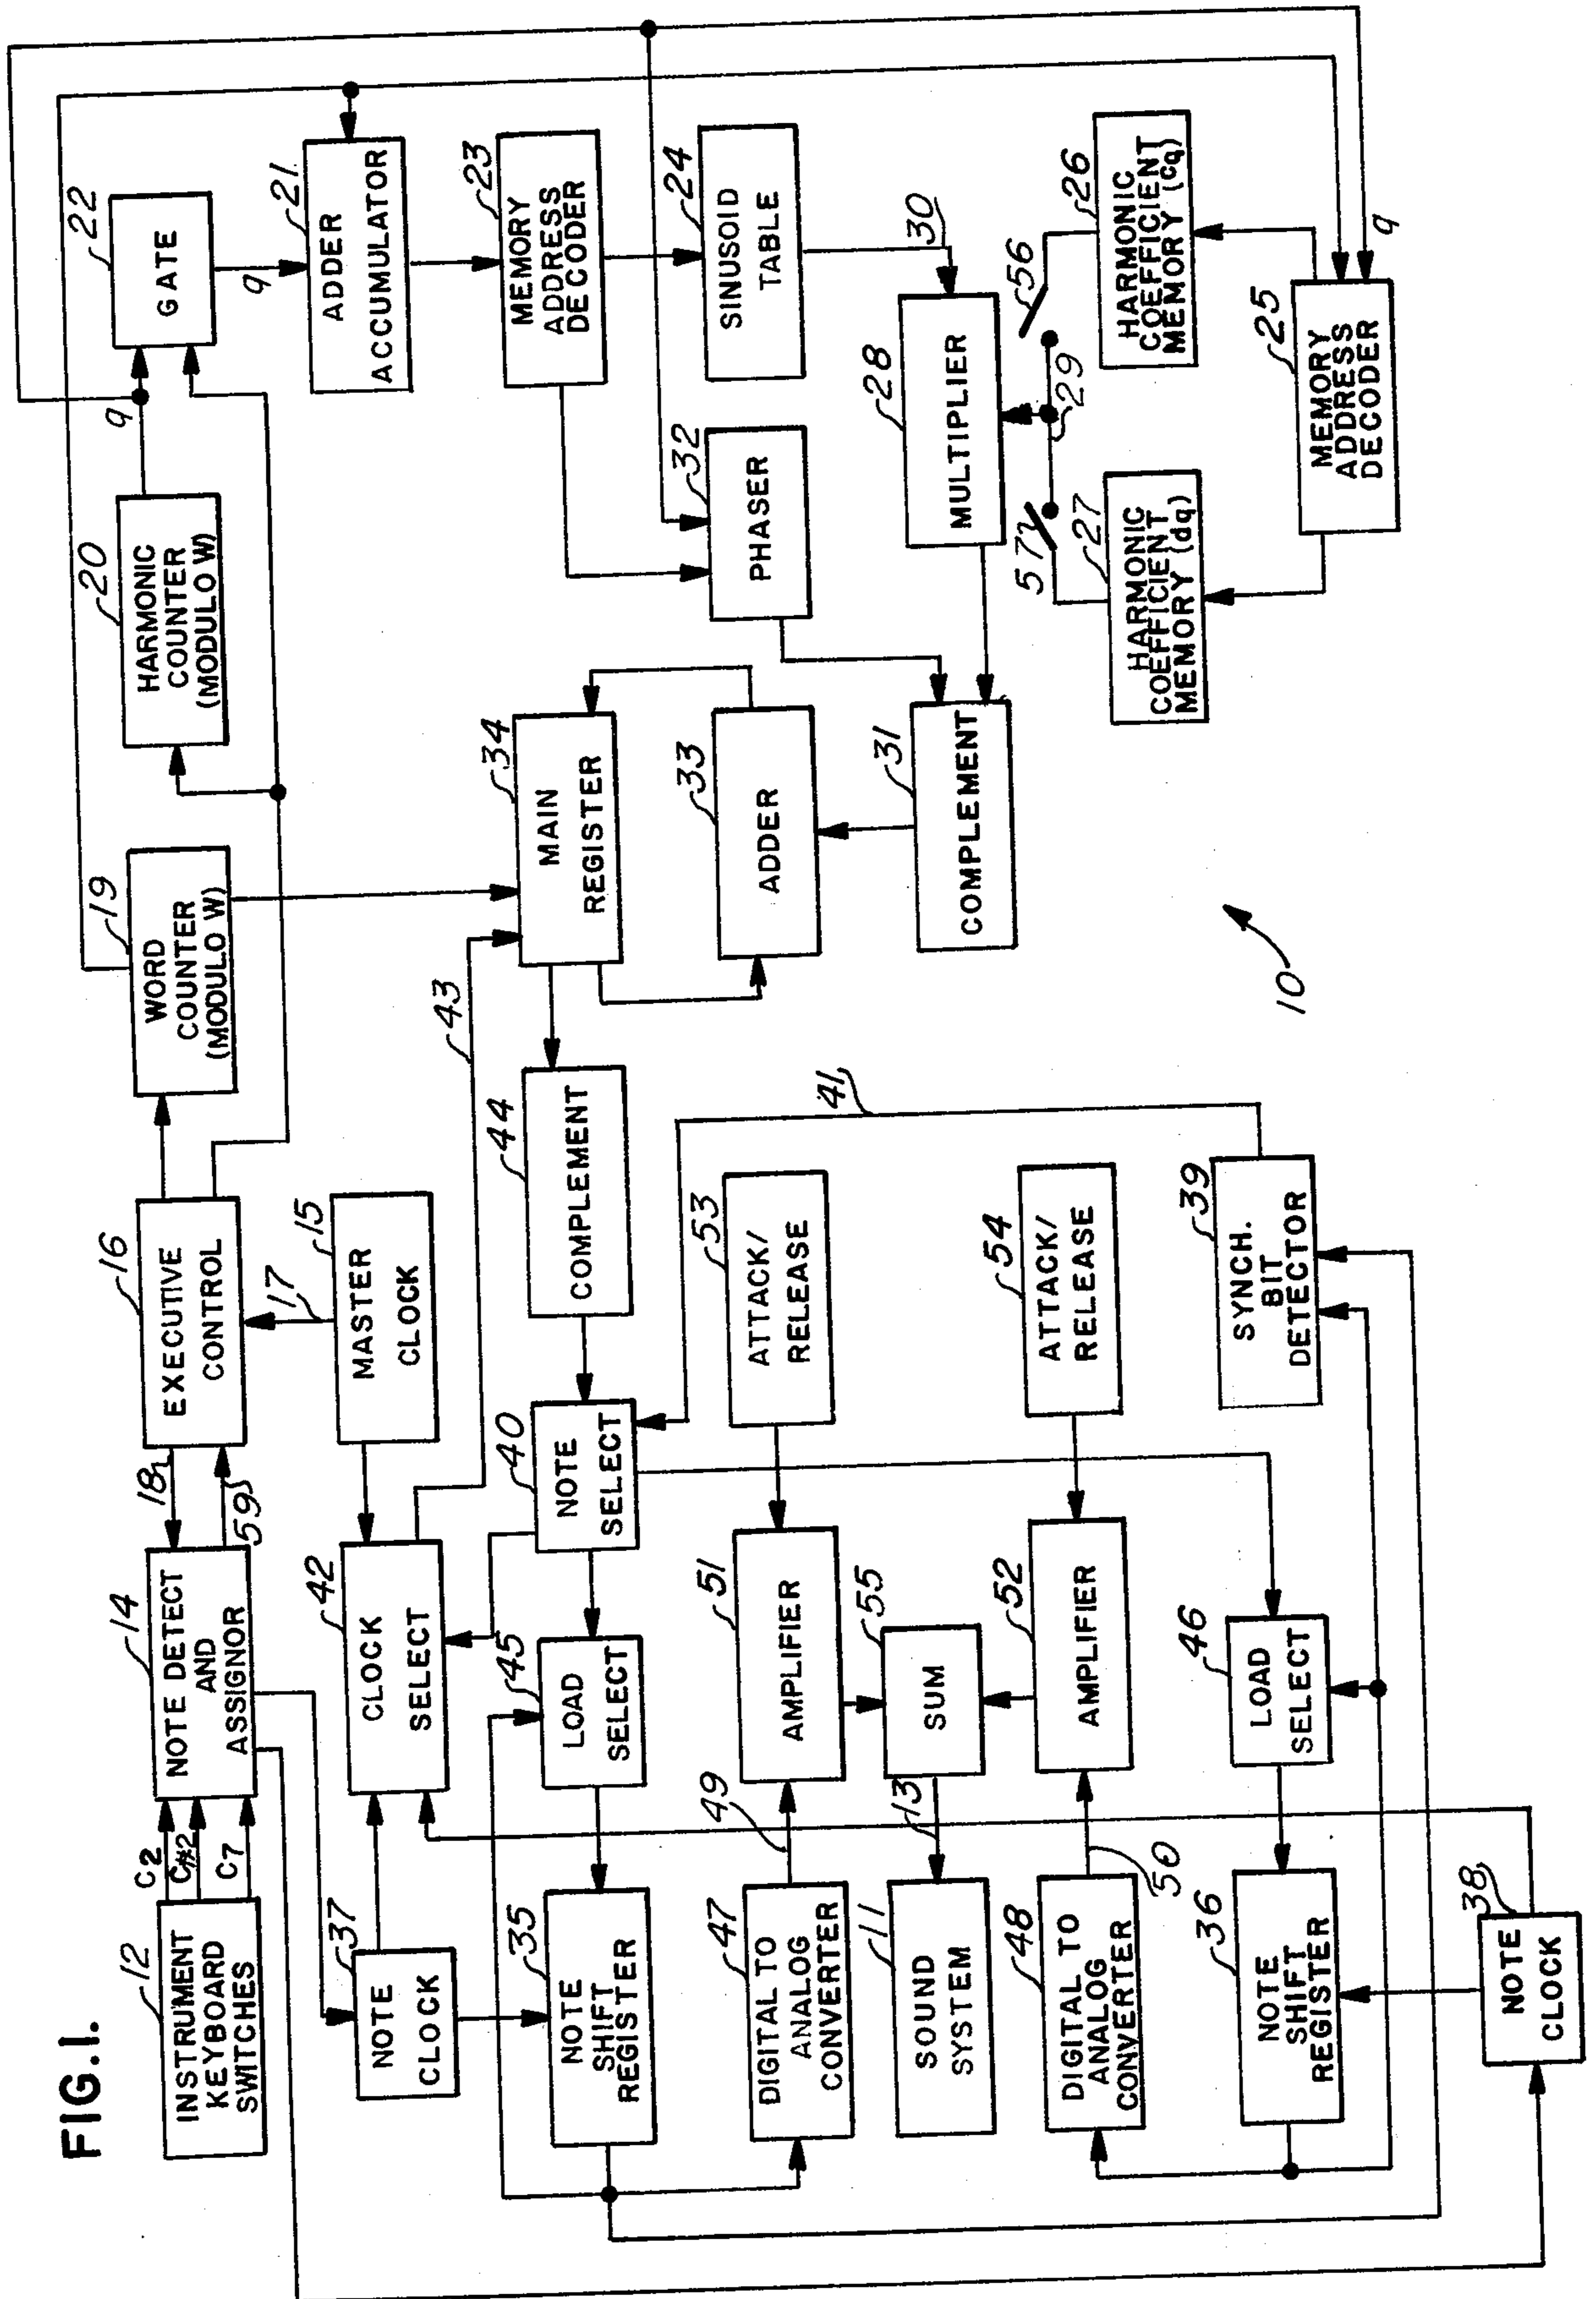 FIG.1.
12
INSTRUMENT
KEYBOARD
SWITCHES
C2
C#2
C7
14
NOTE DETECT
AND
ASSIGNOR
18
59
16
EXECUTIVE
CONTROL
17
15
MASTER
CLOCK
19
WORD
COUNTER
(MODULO W)
20
HARMONIC
COUNTER
(MODULO W)
q
22
GATE
q
21
ADDER
ACCUMULATOR
23
MEMORY
ADDRESS
DECODER
24
SINUSOID
TABLE
30
32
PHASER
28
MULTIPLIER
56
57
29
26
HARMONIC
COEFFICIENT
MEMORY (cq)
27
HARMONIC
COEFFICIENT
MEMORY (dq)
25
MEMORY
ADDRESS
DECODER
q
34
MAIN
REGISTER
33
ADDER
31
COMPLEMENT
10
43
44
COMPLEMENT
41
37
NOTE
CLOCK
42
CLOCK
SELECT
40
NOTE
SELECT
45
LOAD
SELECT
35
NOTE
SHIFT
REGISTER
47
DIGITAL TO
ANALOG
CONVERTER
49
51
AMPLIFIER
53
ATTACK/
RELEASE
11
SOUND
SYSTEM
13
55
SUM
48
DIGITAL TO
ANALOG
CONVERTER
50
52
AMPLIFIER
54
ATTACK/
RELEASE
36
NOTE
SHIFT
REGISTER
46
LOAD
SELECT
39
SYNCH.
BIT
DETECTOR
38
NOTE
CLOCK